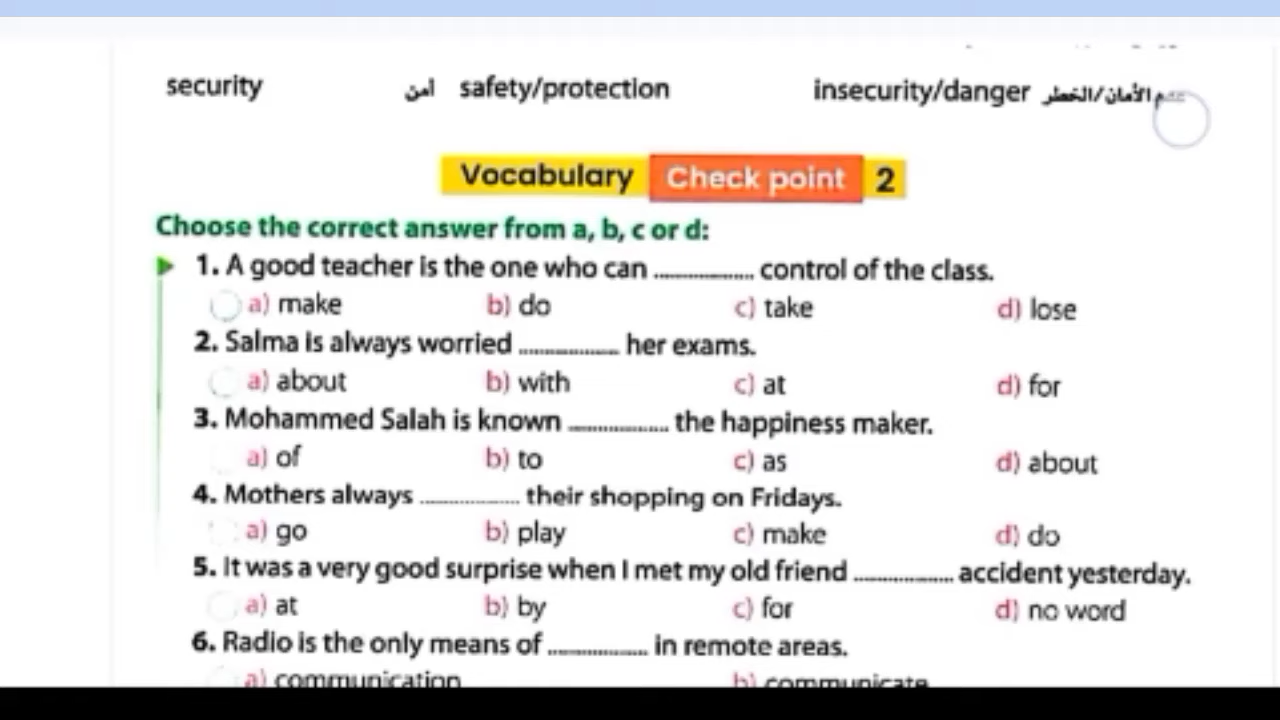 security أمن safety/protection insecurity/danger عدم الأمان/الخطر
Vocabulary Check point 2
Choose the correct answer from a, b, c or d:
1. A good teacher is the one who can .................. control of the class.
a) make b) do c) take d) lose
2. Salma is always worried .................. her exams.
a) about b) with c) at d) for
3. Mohammed Salah is known .................. the happiness maker.
a) of b) to c) as d) about
4. Mothers always .................. their shopping on Fridays.
a) go b) play c) make d) do
5. It was a very good surprise when I met my old friend .................. accident yesterday.
a) at b) by c) for d) no word
6. Radio is the only means of .................. in remote areas.
a) communication b) communicate